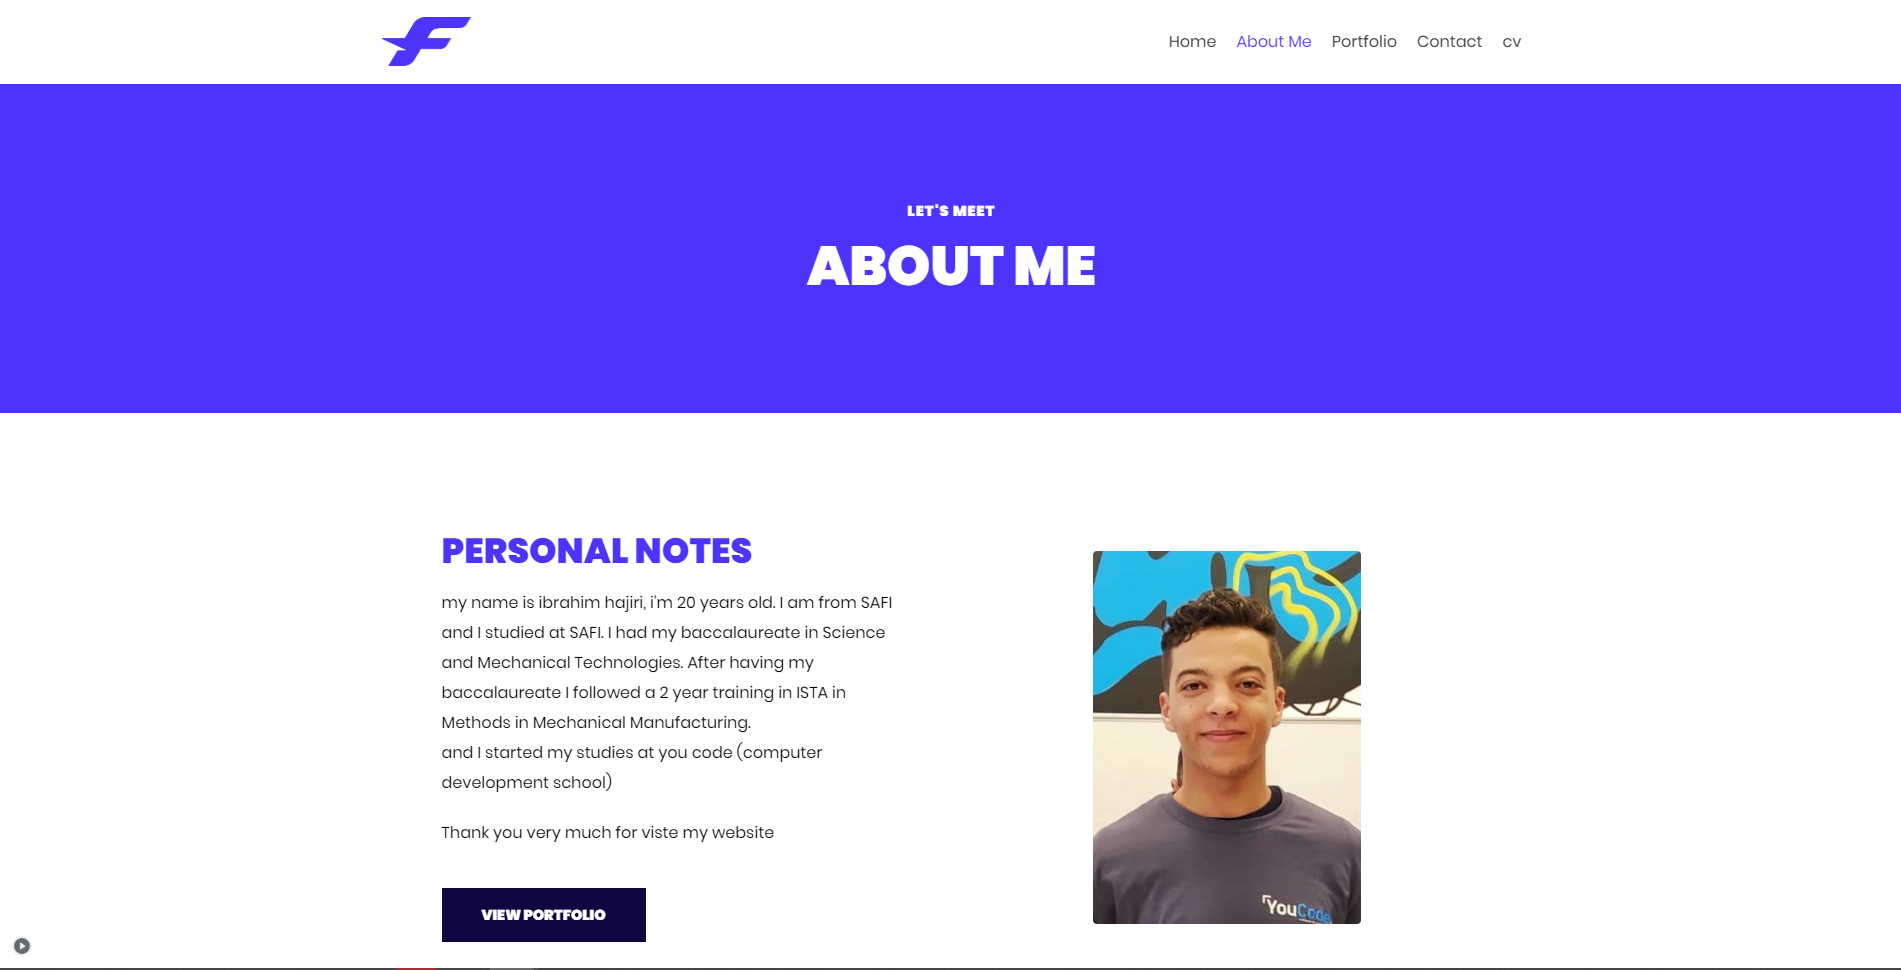 Home About Me Portfolio Contact cv
LET'S MEET
ABOUT ME
PERSONAL NOTES
my name is ibrahim hajiri, i'm 20 years old. I am from SAFI
and I studied at SAFI. I had my baccalaureate in Science
and Mechanical Technologies. After having my
baccalaureate I followed a 2 year training in ISTA in
Methods in Mechanical Manufacturing.
and I started my studies at you code (computer
development school)
Thank you very much for viste my website
VIEW PORTFOLIO
YouCode